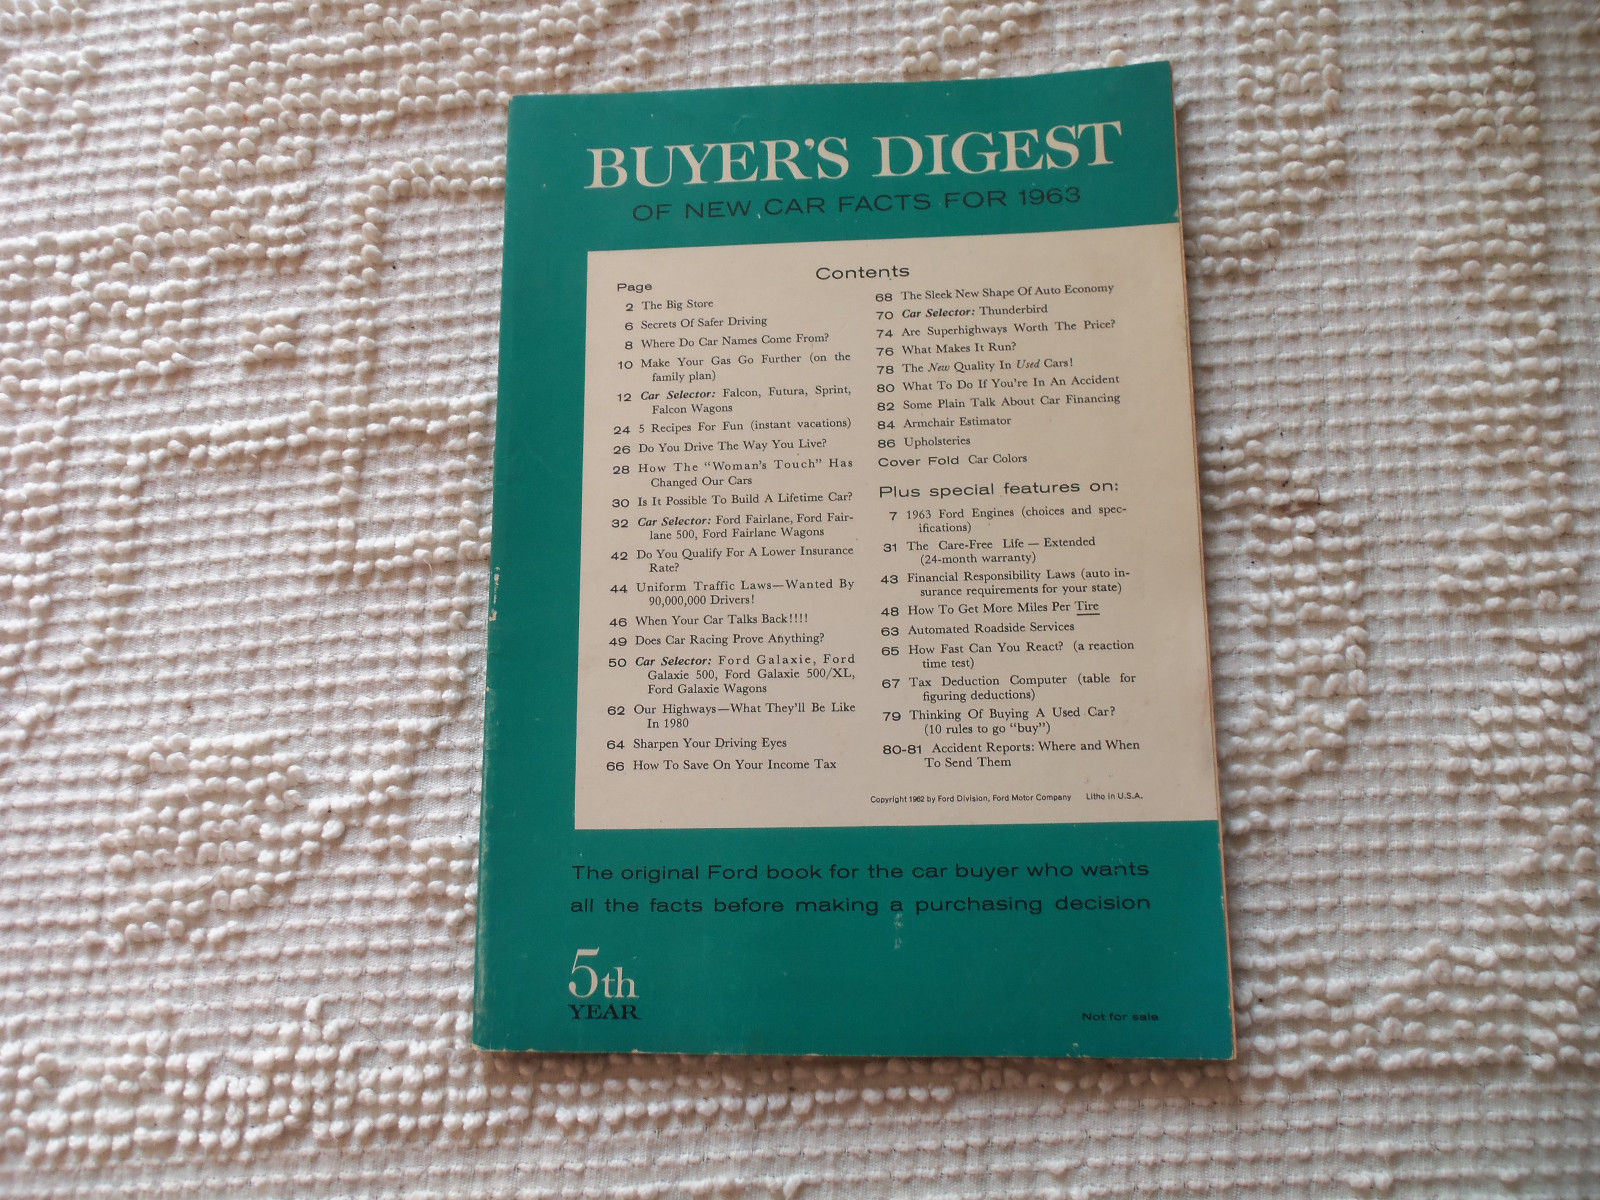 BUYER'S DIGEST
OF NEW CAR FACTS FOR 1963
Contents
Page
2 The Big Store
6 Secrets Of Safer Driving
8 Where Do Car Names Come From?
10 Make Your Gas Go Further (on the
family plan)
12 Car Selector: Falcon, Futura, Sprint,
Falcon Wagons
24 5 Recipes For Fun (instant vacations)
26 Do You Drive The Way You Live?
28 How The "Woman's Touch" Has
Changed Our Cars
30 Is It Possible To Build A Lifetime Car?
32 Car Selector: Ford Fairlane, Ford Fair-
lane 500, Ford Fairlane Wagons
42 Do You Qualify For A Lower Insurance
Rate?
44 Uniform Traffic Laws—Wanted By
90,000,000 Drivers!
46 When Your Car Talks Back!!!!
49 Does Car Racing Prove Anything?
50 Car Selector: Ford Galaxie, Ford
Galaxie 500, Ford Galaxie 500/XL,
Ford Galaxie Wagons
62 Our Highways—What They'll Be Like
In 1980
64 Sharpen Your Driving Eyes
66 How To Save On Your Income Tax
68 The Sleek New Shape Of Auto Economy
70 Car Selector: Thunderbird
74 Are Superhighways Worth The Price?
76 What Makes It Run?
78 The New Quality In Used Cars!
80 What To Do If You're In An Accident
82 Some Plain Talk About Car Financing
84 Armchair Estimator
86 Upholsteries
Cover Fold Car Colors
Plus special features on:
7 1963 Ford Engines (choices and spec-
ifications)
31 The Care-Free Life — Extended
(24-month warranty)
43 Financial Responsibility Laws (auto in-
surance requirements for your state)
48 How To Get More Miles Per Tire
63 Automated Roadside Services
65 How Fast Can You React? (a reaction
time test)
67 Tax Deduction Computer (table for
figuring deductions)
79 Thinking Of Buying A Used Car?
(10 rules to go "buy")
80-81 Accident Reports: Where and When
To Send Them
Copyright 1962 by Ford Division, Ford Motor Company Litho in U.S.A.
The original Ford book for the car buyer who wants
all the facts before making a purchasing decision
5th
YEAR
Not for sale